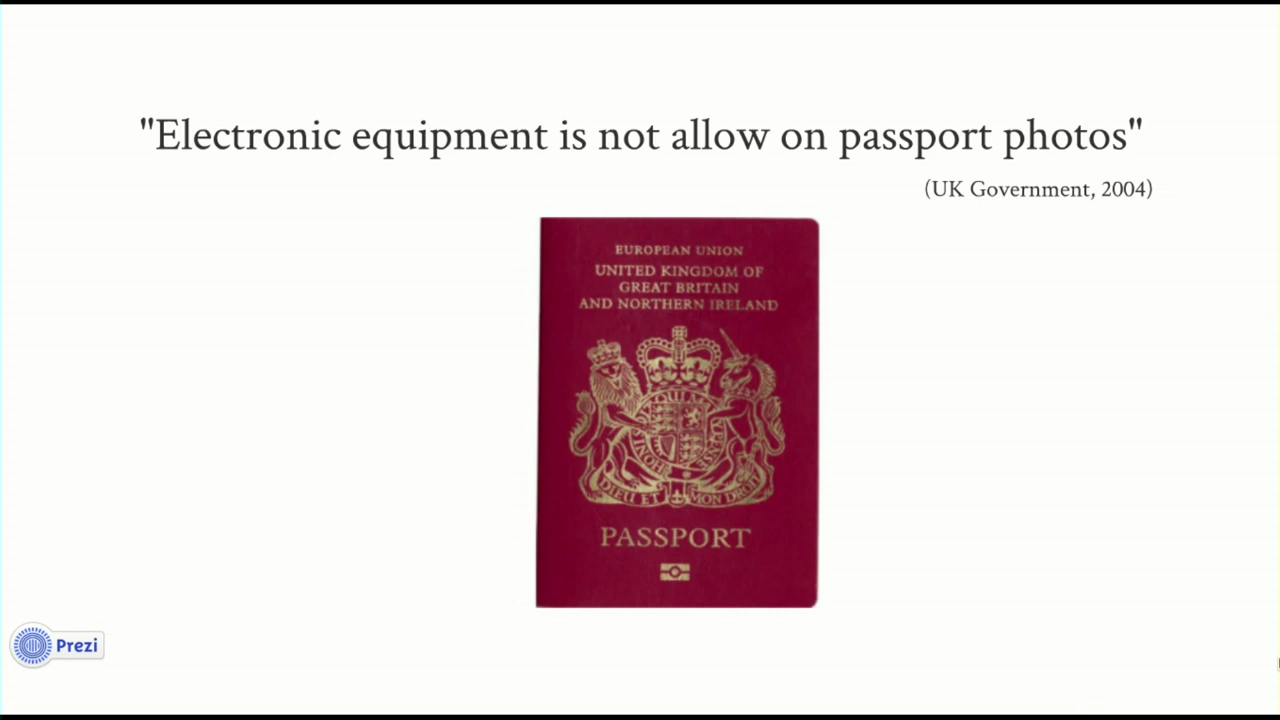 "Electronic equipment is not allow on passport photos"
(UK Government, 2004)
EUROPEAN UNION
UNITED KINGDOM OF
GREAT BRITAIN
AND NORTHERN IRELAND
DIEU ET MON DROIT
PASSPORT
Prezi